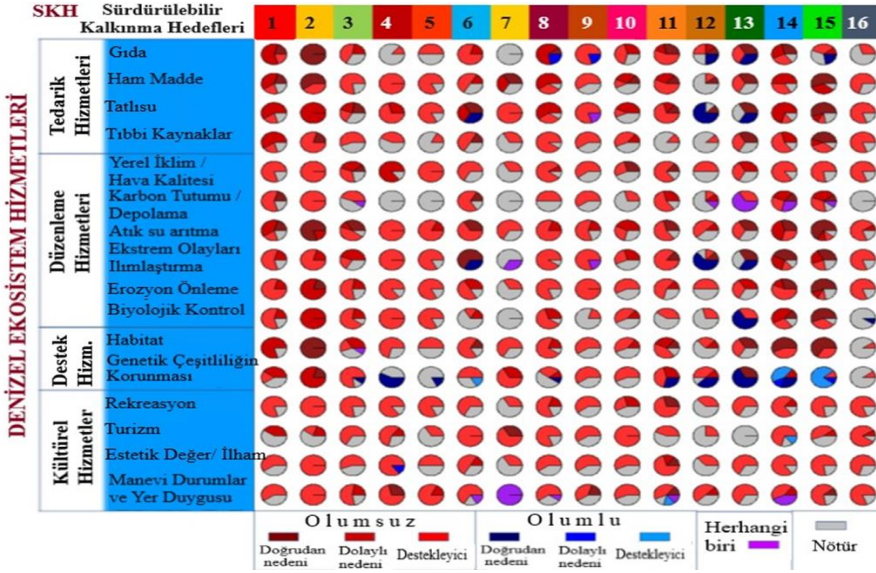 SKH Sürdürülebilir
Kalkınma Hedefleri
1 2 3 4 5 6 7 8 9 10 11 12 13 14 15 16
DENİZEL EKOSİSTEM HİZMETLERİ
Tedarik
Hizmetleri
Gıda
Ham Madde
Tatlısu
Tıbbi Kaynaklar
Düzenleme
Hizmetleri
Yerel İklim /
Hava Kalitesi
Karbon Tutumu /
Depolama
Atık su arıtma
Ekstrem Olayları
Ilımlaştırma
Erozyon Önleme
Biyolojik Kontrol
Destek
Hizm.
Habitat
Genetik Çeşitliliğin
Korunması
Kültürel
Hizmeder
Rekreasyon
Turizm
Estetik Değer/ İlham
Manevi Durumlar
ve Yer Duygusu
Olumsuz
Doğrudan
nedeni
Dolaylı
nedeni
Destekleyici
Olumlu
Doğrudan
nedeni
Dolaylı
nedeni
Destekleyici
Herhangi
biri
Nötür